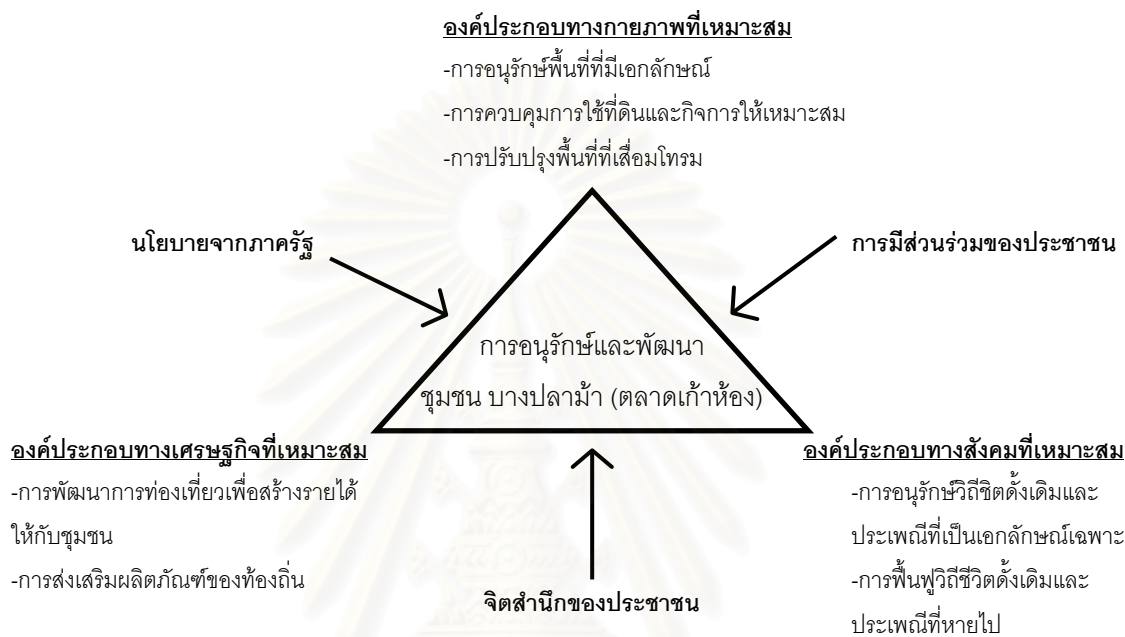 องค์ประกอบทางกายภาพที่เหมาะสม
-การอนุรักษ์พื้นที่ที่มีเอกลักษณ์
-การควบคุมการใช้ที่ดินและกิจการให้เหมาะสม
-การปรับปรุงพื้นที่ที่เสื่อมโทรม
นโยบายจากภาครัฐ
การมีส่วนร่วมของประชาชน
การอนุรักษ์และพัฒนา
ชุมชน บางปลาม้า (ตลาดเก้าห้อง)
องค์ประกอบทางเศรษฐกิจที่เหมาะสม
-การพัฒนาการท่องเที่ยวเพื่อสร้างรายได้
ให้กับชุมชน
-การส่งเสริมผลิตภัณฑ์ของท้องถิ่น
องค์ประกอบทางสังคมที่เหมาะสม
-การอนุรักษ์วิถีชิตดั้งเดิมและ
ประเพณีที่เป็นเอกลักษณ์เฉพาะ
-การฟื้นฟูวิถีชีวิตดั้งเดิมและ
ประเพณีที่หายไป
จิตสำนึกของประชาชน